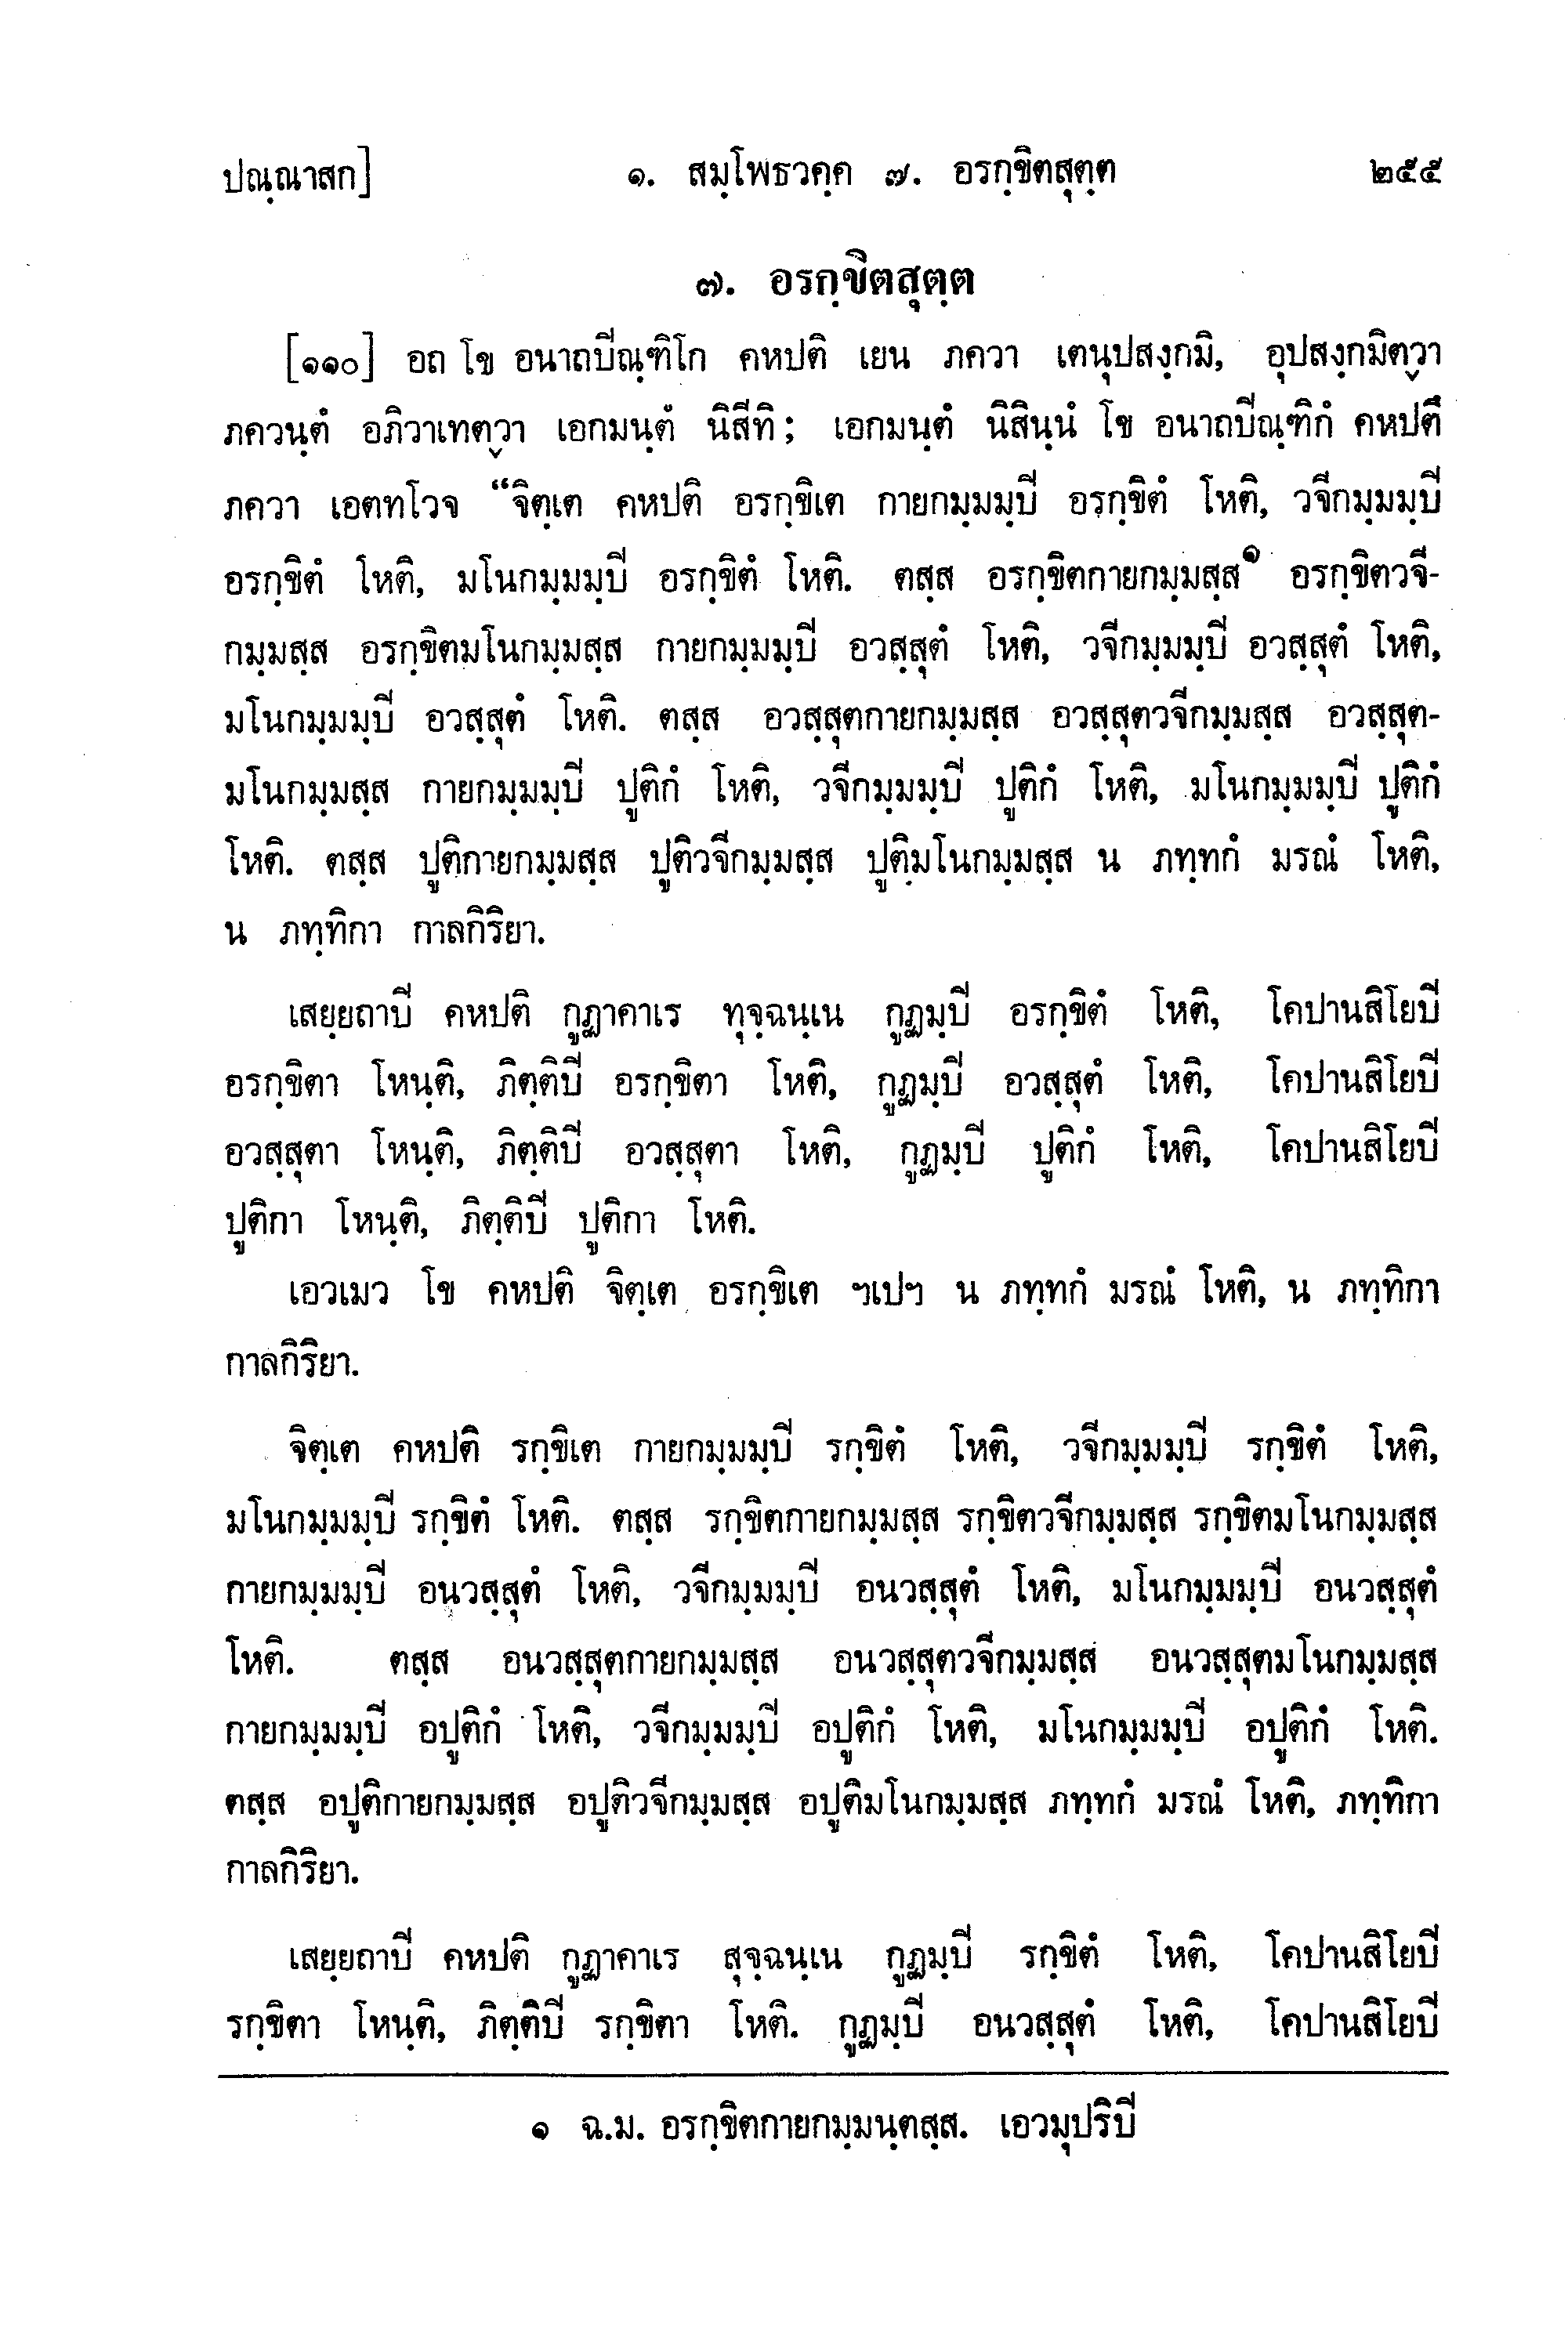 ปณฺณาสก] ๑. สมฺโพธวคฺค ๗. อรกฺขิตสุตฺต ๒๕๕
๗. อรกฺขิตสุตฺต
[๑๑๐] อถ โข อนาถปิณฺฑิโก คหปติ เยน ภควา เตนุปสงฺกมิ, อุปสงฺกมิตฺวา
ภควนฺตํ อภิวาเทตฺวา เอกมนฺตํ นิสีทิ; เอกมนฺตํ นิสินฺนํ โข อนาถปิณฺฑิกํ คหปตึ
ภควา เอตทโวจ “จิตฺเต คหปติ อรกฺขิเต กายกมฺมมฺปิ อรกฺขิตํ โหติ, วจีกมฺมมฺปิ
อรกฺขิตํ โหติ, มโนกมฺมมฺปิ อรกฺขิตํ โหติ. ตสฺส อรกฺขิตกายกมฺมสฺส๑ อรกฺขิตวจี-
กมฺมสฺส อรกฺขิตมโนกมฺมสฺส กายกมฺมมฺปิ อวสฺสุตํ โหติ, วจีกมฺมมฺปิ อวสฺสุตํ โหติ,
มโนกมฺมมฺปิ อวสฺสุตํ โหติ. ตสฺส อวสฺสุตกายกมฺมสฺส อวสฺสุตวจีกมฺมสฺส อวสฺสุต-
มโนกมฺมสฺส กายกมฺมมฺปิ ปูติกํ โหติ, วจีกมฺมมฺปิ ปูติกํ โหติ, มโนกมฺมมฺปิ ปูติกํ
โหติ. ตสฺส ปูติกายกมฺมสฺส ปูติวจีกมฺมสฺส ปูติมโนกมฺมสฺส น ภทฺทกํ มรณํ โหติ,
น ภทฺทิกา กาลกิริยา.
เสยฺยถาปิ คหปติ กูฏาคาเร ทุจฺฉนฺเน กูฏมฺปิ อรกฺขิตํ โหติ, โคปานสิโยปิ
อรกฺขิตา โหนฺติ, ภิตฺติปิ อรกฺขิตา โหติ, กูฏมฺปิ อวสฺสุตํ โหติ, โคปานสิโยปิ
อวสฺสุตา โหนฺติ, ภิตฺติปิ อวสฺสุตา โหติ, กูฏมฺปิ ปูติกํ โหติ, โคปานสิโยปิ
ปูติกา โหนฺติ, ภิตฺติปิ ปูติกา โหติ.
เอวเมว โข คหปติ จิตฺเต อรกฺขิเต ฯเปฯ น ภทฺทกํ มรณํ โหติ, น ภทฺทิกา
กาลกิริยา.
จิตฺเต คหปติ รกฺขิเต กายกมฺมมฺปิ รกฺขิตํ โหติ, วจีกมฺมมฺปิ รกฺขิตํ โหติ,
มโนกมฺมมฺปิ รกฺขิตํ โหติ. ตสฺส รกฺขิตกายกมฺมสฺส รกฺขิตวจีกมฺมสฺส รกฺขิตมโนกมฺมสฺส
กายกมฺมมฺปิ อนวสฺสุตํ โหติ, วจีกมฺมมฺปิ อนวสฺสุตํ โหติ, มโนกมฺมมฺปิ อนวสฺสุตํ
โหติ. ตสฺส อนวสฺสุตกายกมฺมสฺส อนวสฺสุตวจีกมฺมสฺส อนวสฺสุตมโนกมฺมสฺส
กายกมฺมมฺปิ อปูติกํ โหติ, วจีกมฺมมฺปิ อปูติกํ โหติ, มโนกมฺมมฺปิ อปูติกํ โหติ.
ตสฺส อปูติกายกมฺมสฺส อปูติวจีกมฺมสฺส อปูติมโนกมฺมสฺส ภทฺทกํ มรณํ โหติ, ภทฺทิกา
กาลกิริยา.
เสยฺยถาปิ คหปติ กูฏาคาเร สุจฺฉนฺเน กูฏมฺปิ รกฺขิตํ โหติ, โคปานสิโยปิ
รกฺขิตา โหนฺติ, ภิตฺติปิ รกฺขิตา โหติ. กูฏมฺปิ อนวสฺสุตํ โหติ, โคปานสิโยปิ
๑ ฉ.ม. อรกฺขิตกายกมฺมนฺตสฺส. เอวมุปริปิ